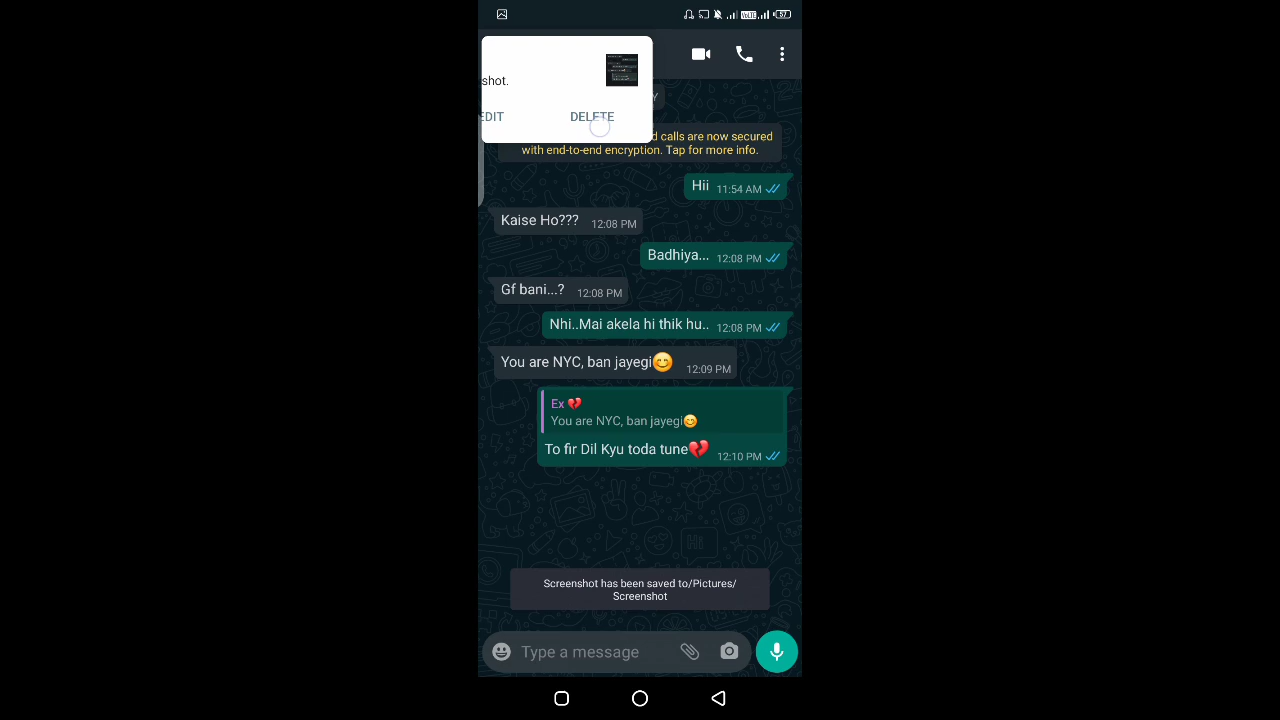 VoLTE 57
shot.
EDIT DELETE
Y
d calls are now secured
with end-to-end encryption. Tap for more info.
Hii 11:54 AM
Kaise Ho??? 12:08 PM
Badhiya... 12:08 PM
Gf bani...? 12:08 PM
Nhi..Mai akela hi thik hu.. 12:08 PM
You are NYC, ban jayegi😊 12:09 PM
Ex 💔
You are NYC, ban jayegi😊
To fir Dil Kyu toda tune💔 12:10 PM
Screenshot has been saved to/Pictures/
Screenshot
Type a message